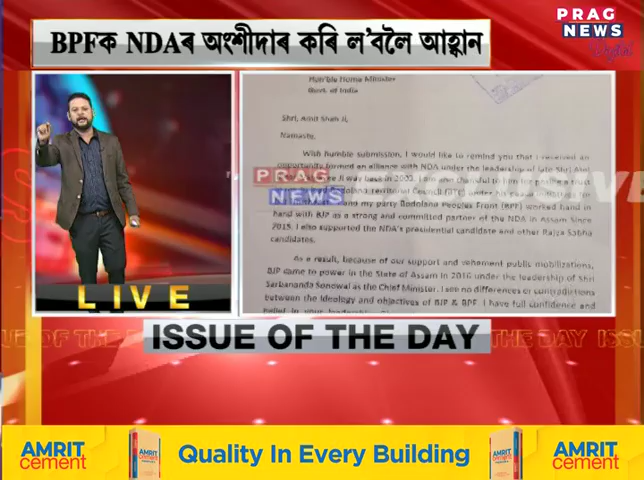 BPFক NDAৰ অংশীদাৰ কৰি ল'বলৈ আহ্বান
PRAG
NEWS
Digital
Hon'ble Home Minister
Govt. of India
Shri, Amit Shah Ji,
Namaste,
With humble submission, I would like to remind you that I received an
opportunity formed an alliance with NDA under the leadership of late Shri Atal
Ji was back in 2003. I am also thankful to him for
Bodoland Territorial Council (BTC) under his
and my party Bodoland Peoples Front (BPF) worked hand in
hand with BJP as a strong and committed partner of the NDA in Assam since
2015. I also supported the NDA's presidential candidate and other Rajya Sabha
candidates.
As a result, because of our support and vehement public mobilizations,
BJP came to power in the State of Assam in 2016 under the leadership of Shri
Sarbananda Sonowal as the Chief Minister. I see no differences or contradictions
between the ideology and objectives of BJP & BPF. I have full confidence and
PRAG
NEWS
LIVE
ISSUE OF THE DAY
AMRIT
cement
Quality In Every Building
AMRIT
cement